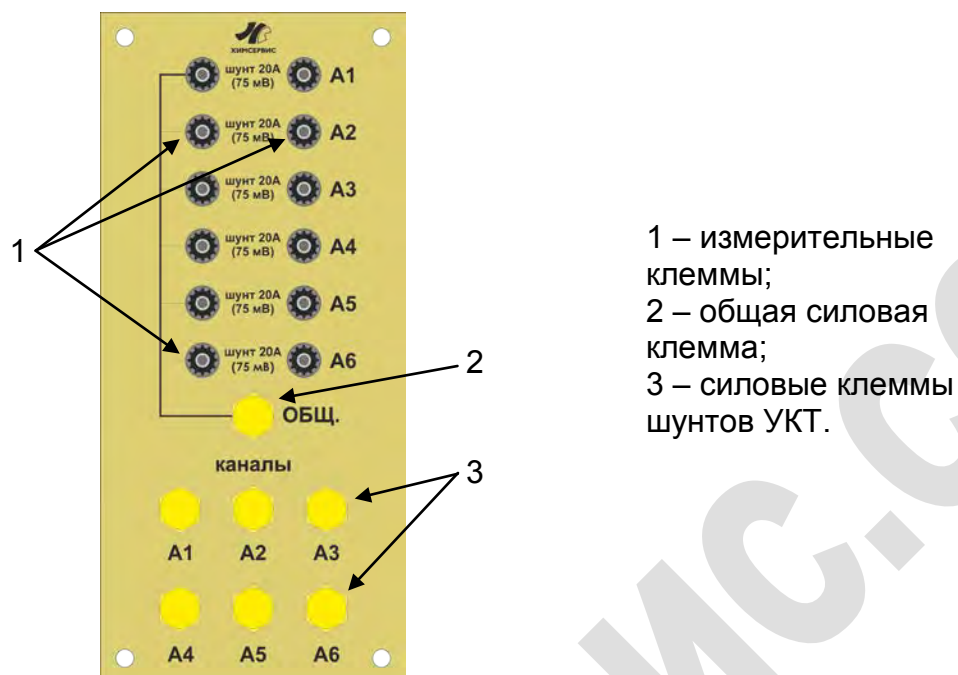 ХИМСЕРВИС
шунт 20А
(75 мВ)
А1
шунт 20А
(75 мВ)
А2
шунт 20А
(75 мВ)
А3
шунт 20А
(75 мВ)
А4
шунт 20А
(75 мВ)
А5
шунт 20А
(75 мВ)
А6
ОБЩ.
каналы
А1 А2 А3
А4 А5 А6
1
2
3
1 – измерительные
клеммы;
2 – общая силовая
клемма;
3 – силовые клеммы
шунтов УКТ.